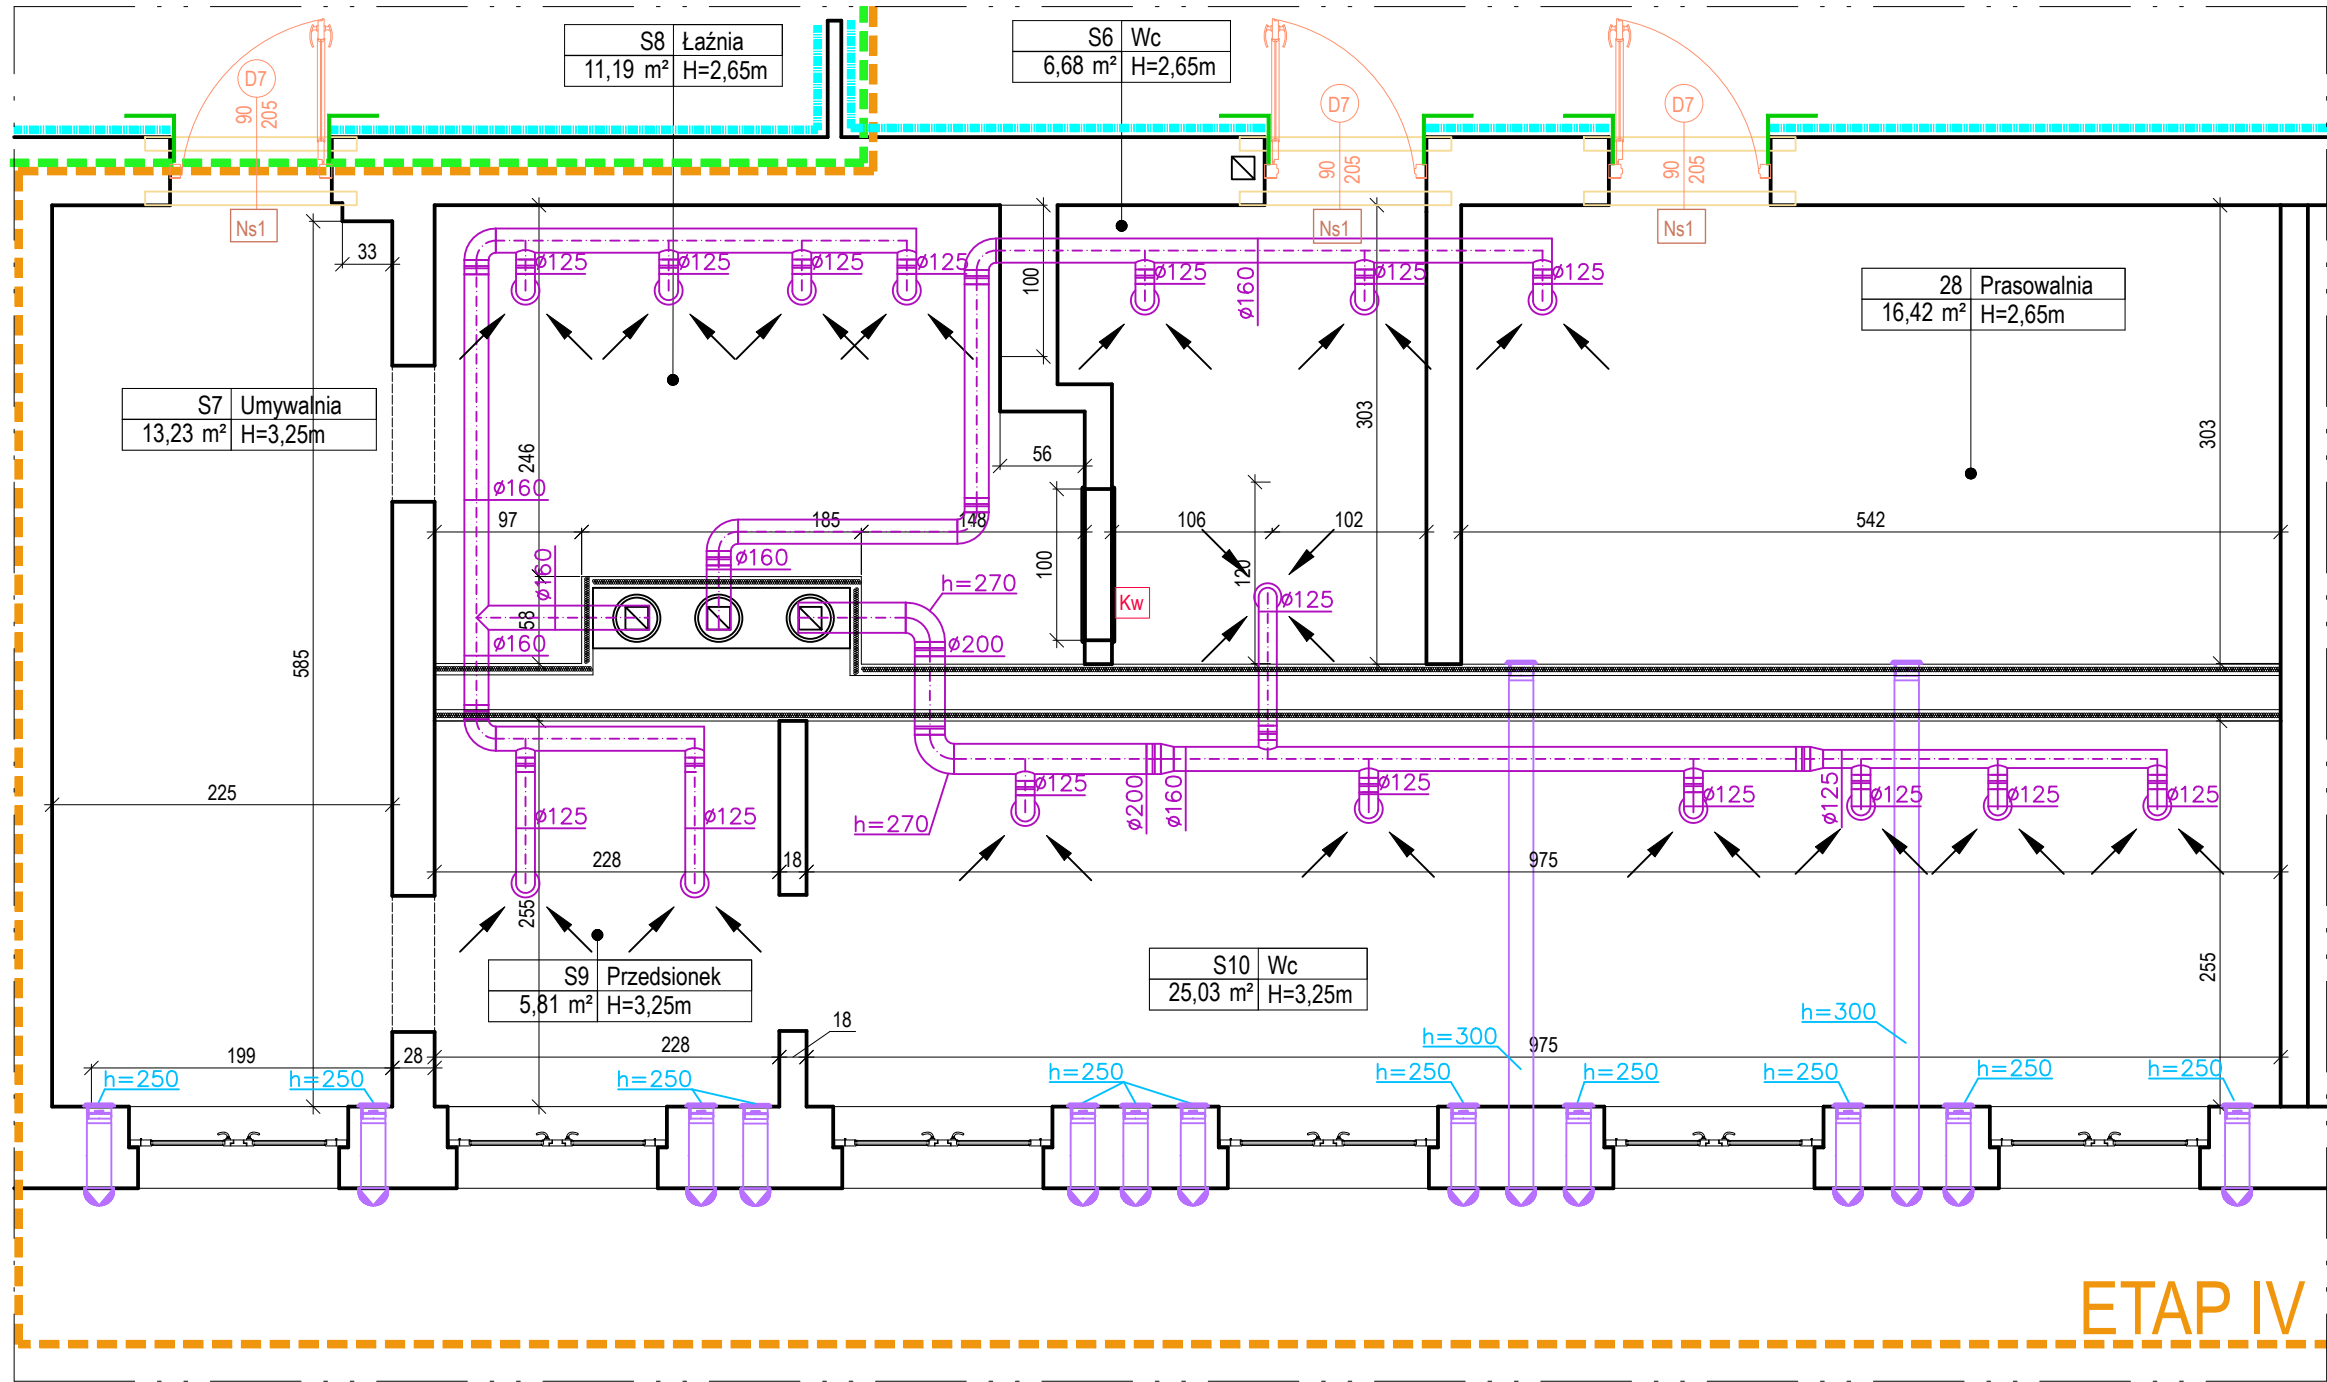 S8 Łaźnia
11,19 m² H=2,65m
S6 Wc
6,68 m² H=2,65m
D7
90
205
D7
90
205
D7
90
205
Ns1
Ns1
Ns1
33
ø125
ø125
ø125
ø125
100
ø125
ø160
ø125
ø125
28 Prasowalnia
16,42 m² H=2,65m
S7 Umywalnia
13,23 m² H=3,25m
303
303
246
56
ø160
97
185
148
106
102
542
ø160
ø160
100
120
h=270
Kw
ø125
58
ø160
ø200
585
225
ø125
ø125
ø125
h=270
ø200
ø160
ø125
ø125
ø125
ø125
ø125
ø125
228
18
975
255
255
S9 Przedsionek
5,81 m² H=3,25m
S10 Wc
25,03 m² H=3,25m
18
h=300
h=300
199
28
228
975
h=250
h=250
h=250
h=250
h=250
h=250
h=250
h=250
h=250
ETAP IV